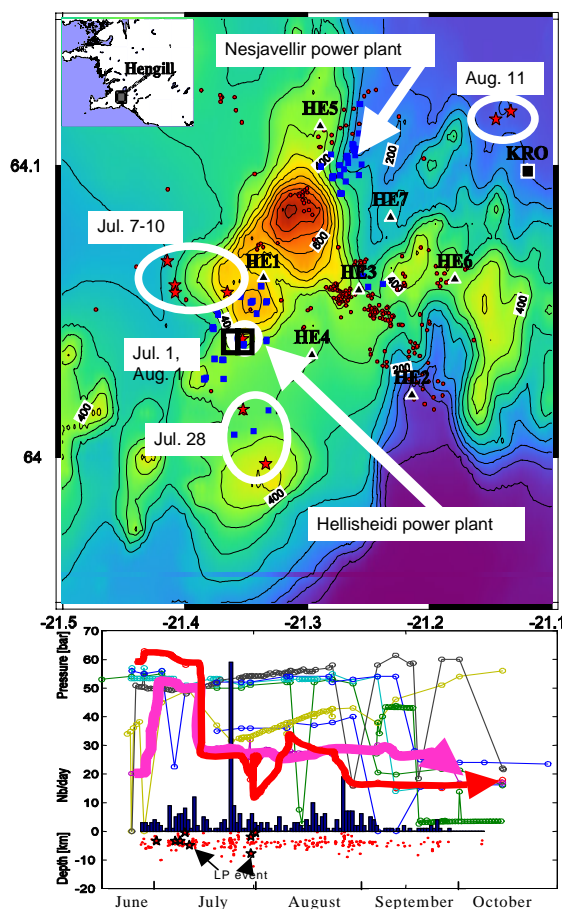 Hengill
Nesjavellir power plant
Aug. 11
HE5
400
200
KRO
64.1
HE7
Jul. 7-10
600
HE1
HE3
HE6
400
400
Jul. 1,
Aug. 1
HE4
200
HE2
400
Jul. 28
64
400
Hellisheidi power plant
-21.5 -21.4 -21.3 -21.2 -21.1
Pressure [bar]
70
60
50
40
30
Nb/day
20
10
0
Depth [km]
-10
-20
LP event
June July August September October